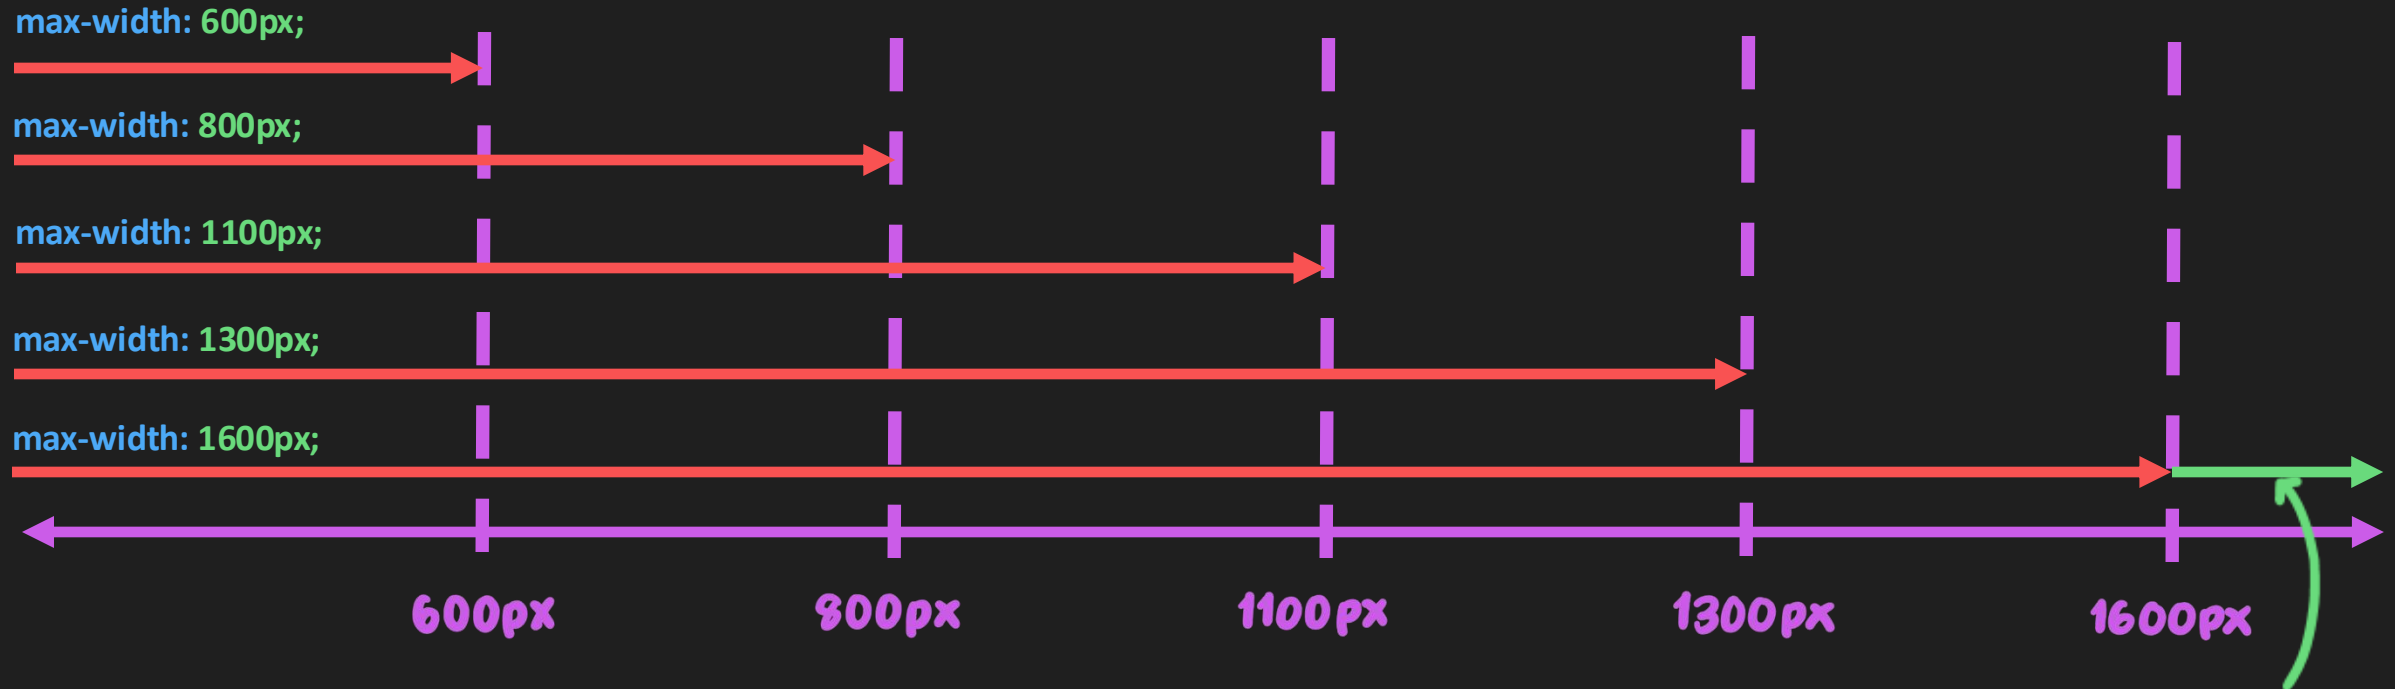 max-width: 600px;
max-width: 800px;
max-width: 1100px;
max-width: 1300px;
max-width: 1600px;
600px 800px 1100px 1300px 1600px